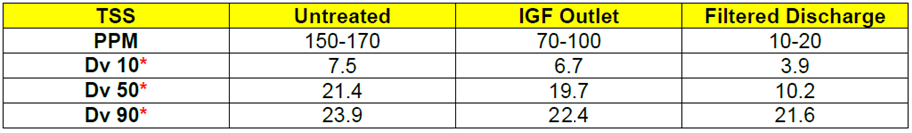 TSS Untreated IGF Outlet Filtered Discharge
PPM 150-170 70-100 10-20
Dv 10* 7.5 6.7 3.9
Dv 50* 21.4 19.7 10.2
Dv 90* 23.9 22.4 21.6